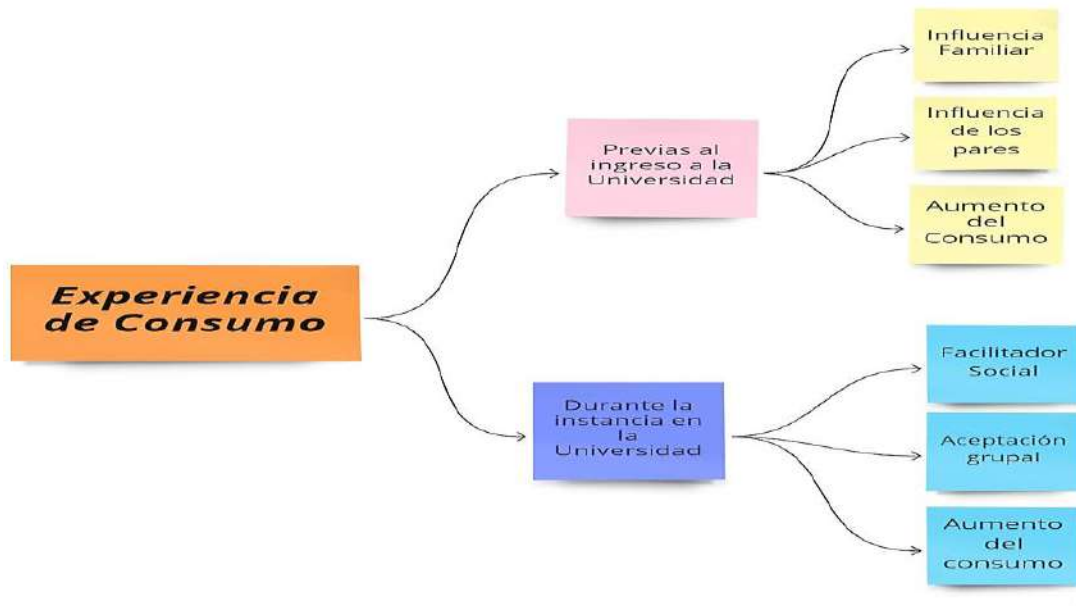 Influencia
Familiar
Influencia
de los
pares
Previas al
ingreso a la
Universidad
Aumento
del
Consumo
Experiencia
de Consumo
Facilitador
Social
Durante la
instancia en
la
Universidad
Aceptación
grupal
Aumento
del
consumo